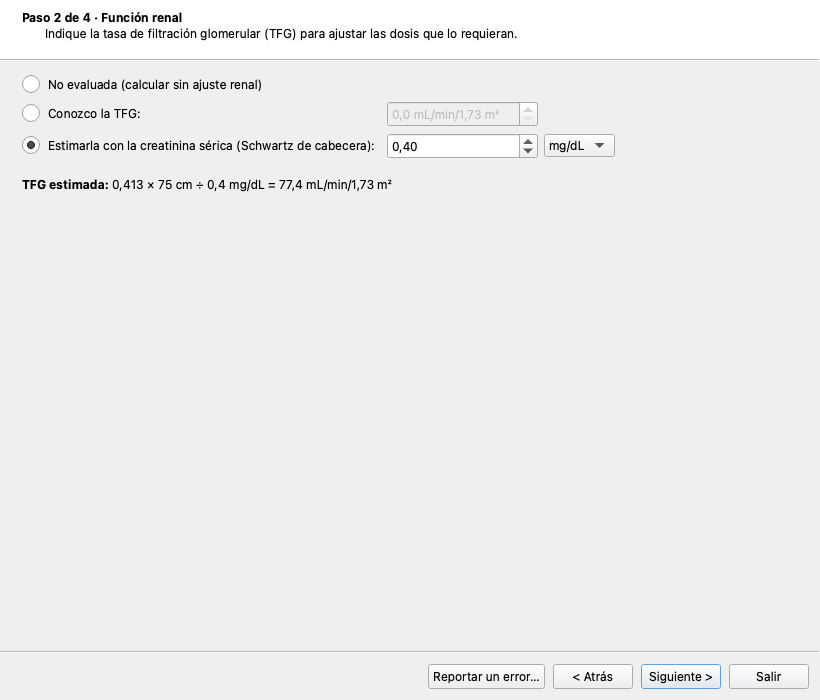 Paso 2 de 4 · Función renal
Indique la tasa de filtración glomerular (TFG) para ajustar las dosis que lo requieran.
No evaluada (calcular sin ajuste renal)
Conozco la TFG: 0,0 mL/min/1,73 m²
Estimarla con la creatinina sérica (Schwartz de cabecera): 0,40 mg/dL
TFG estimada: 0,413 × 75 cm ÷ 0,4 mg/dL = 77,4 mL/min/1,73 m²
Reportar un error... < Atrás Siguiente > Salir